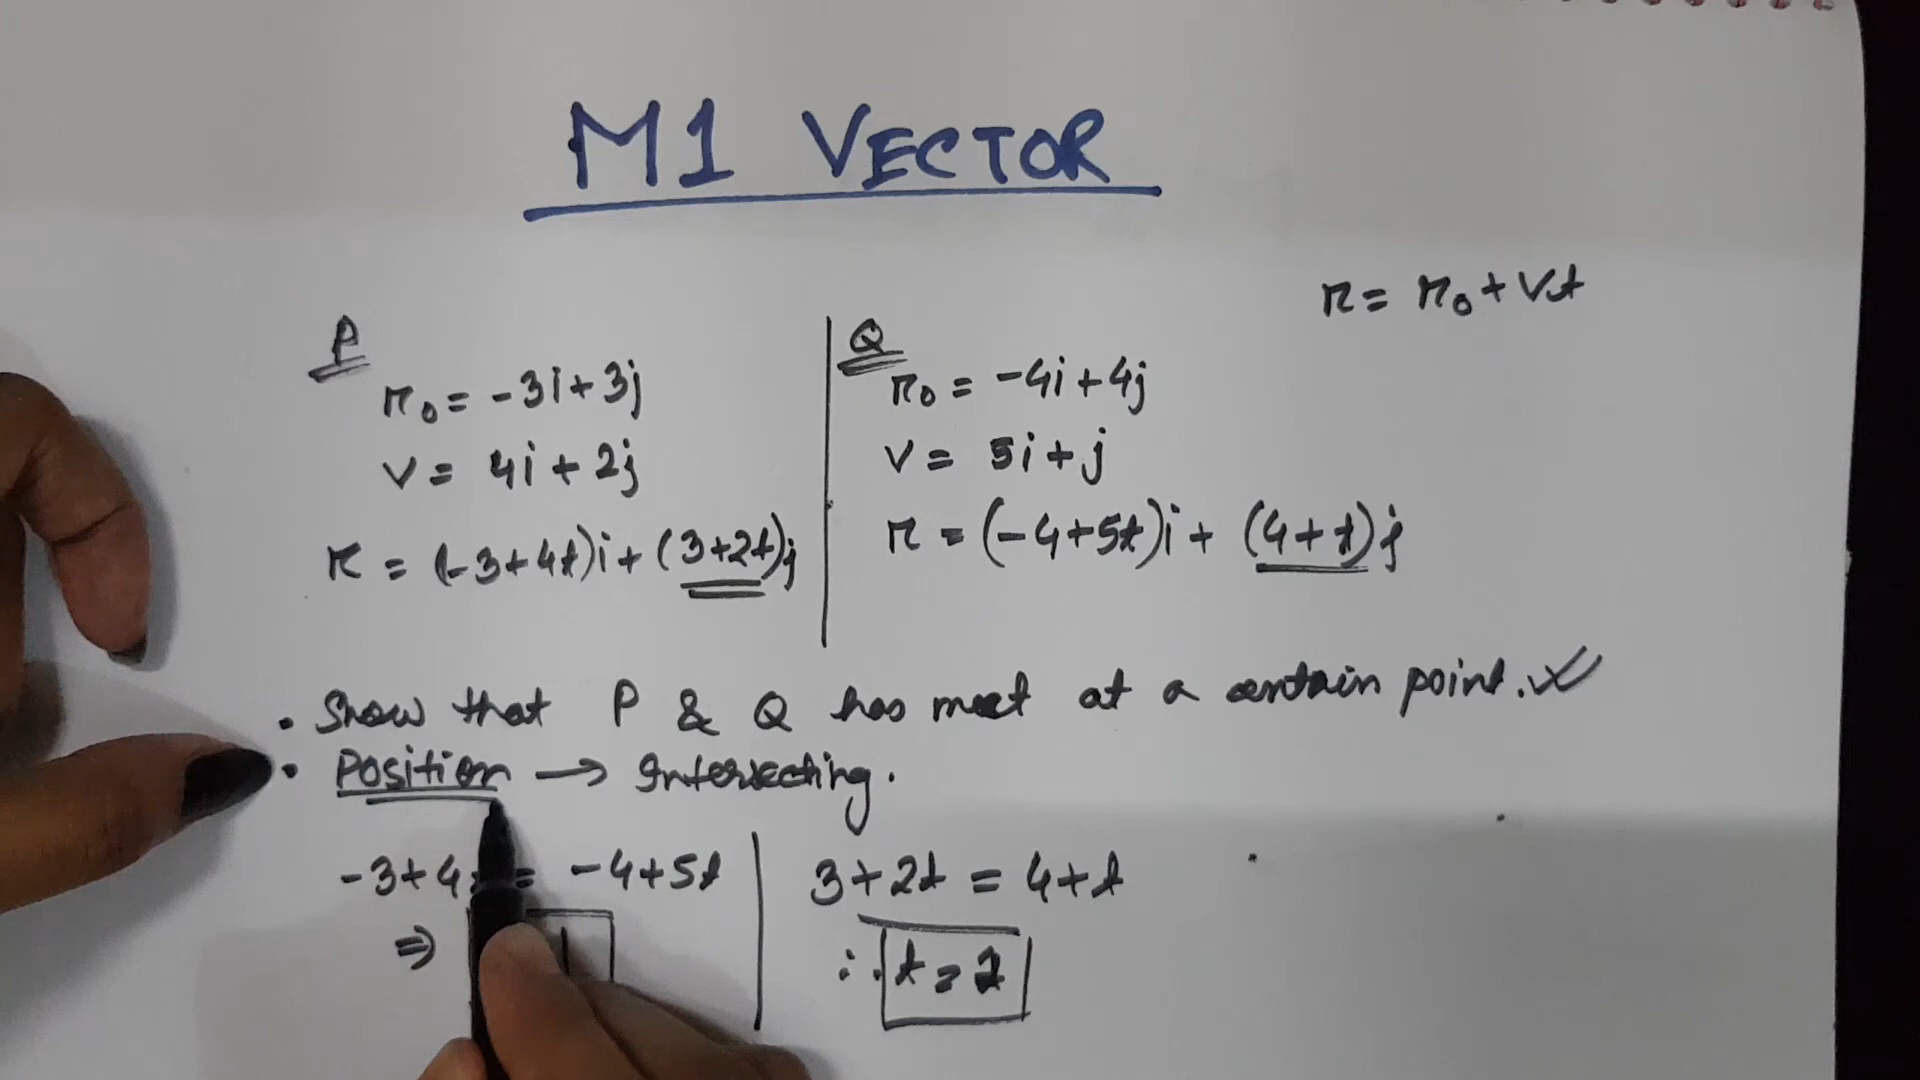 M1 VECTOR
r = r₀ + vt
P
r₀ = -3i + 3j
v = 4i + 2j
r = (-3+4t)i + (3+2t)j
Q
r₀ = -4i + 4j
v = 5i + j
r = (-4+5t)i + (4+t)j
• Show that P & Q has meet at a certain point.
• Position → Intersecting.
-3+4 = -4+5t
⇒
3+2t = 4+t
∴ t =